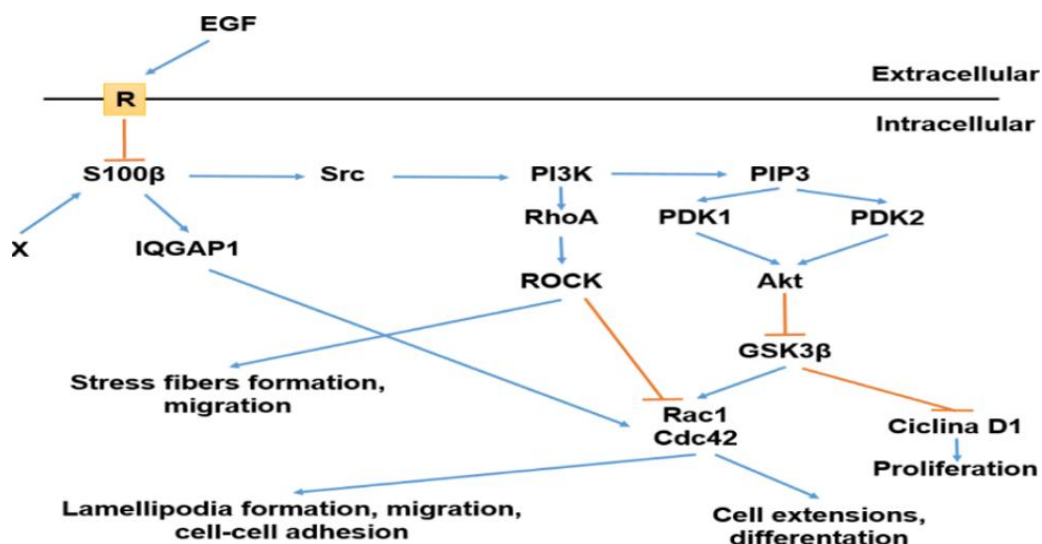 EGF
Extracellular
R
Intracellular
S100β
Src
PI3K
PIP3
RhoA
PDK1
PDK2
X
IQGAP1
ROCK
Akt
GSK3β
Stress fibers formation,
migration
Rac1
Cdc42
Ciclina D1
Proliferation
Lamellipodia formation, migration,
cell-cell adhesion
Cell extensions,
differentation